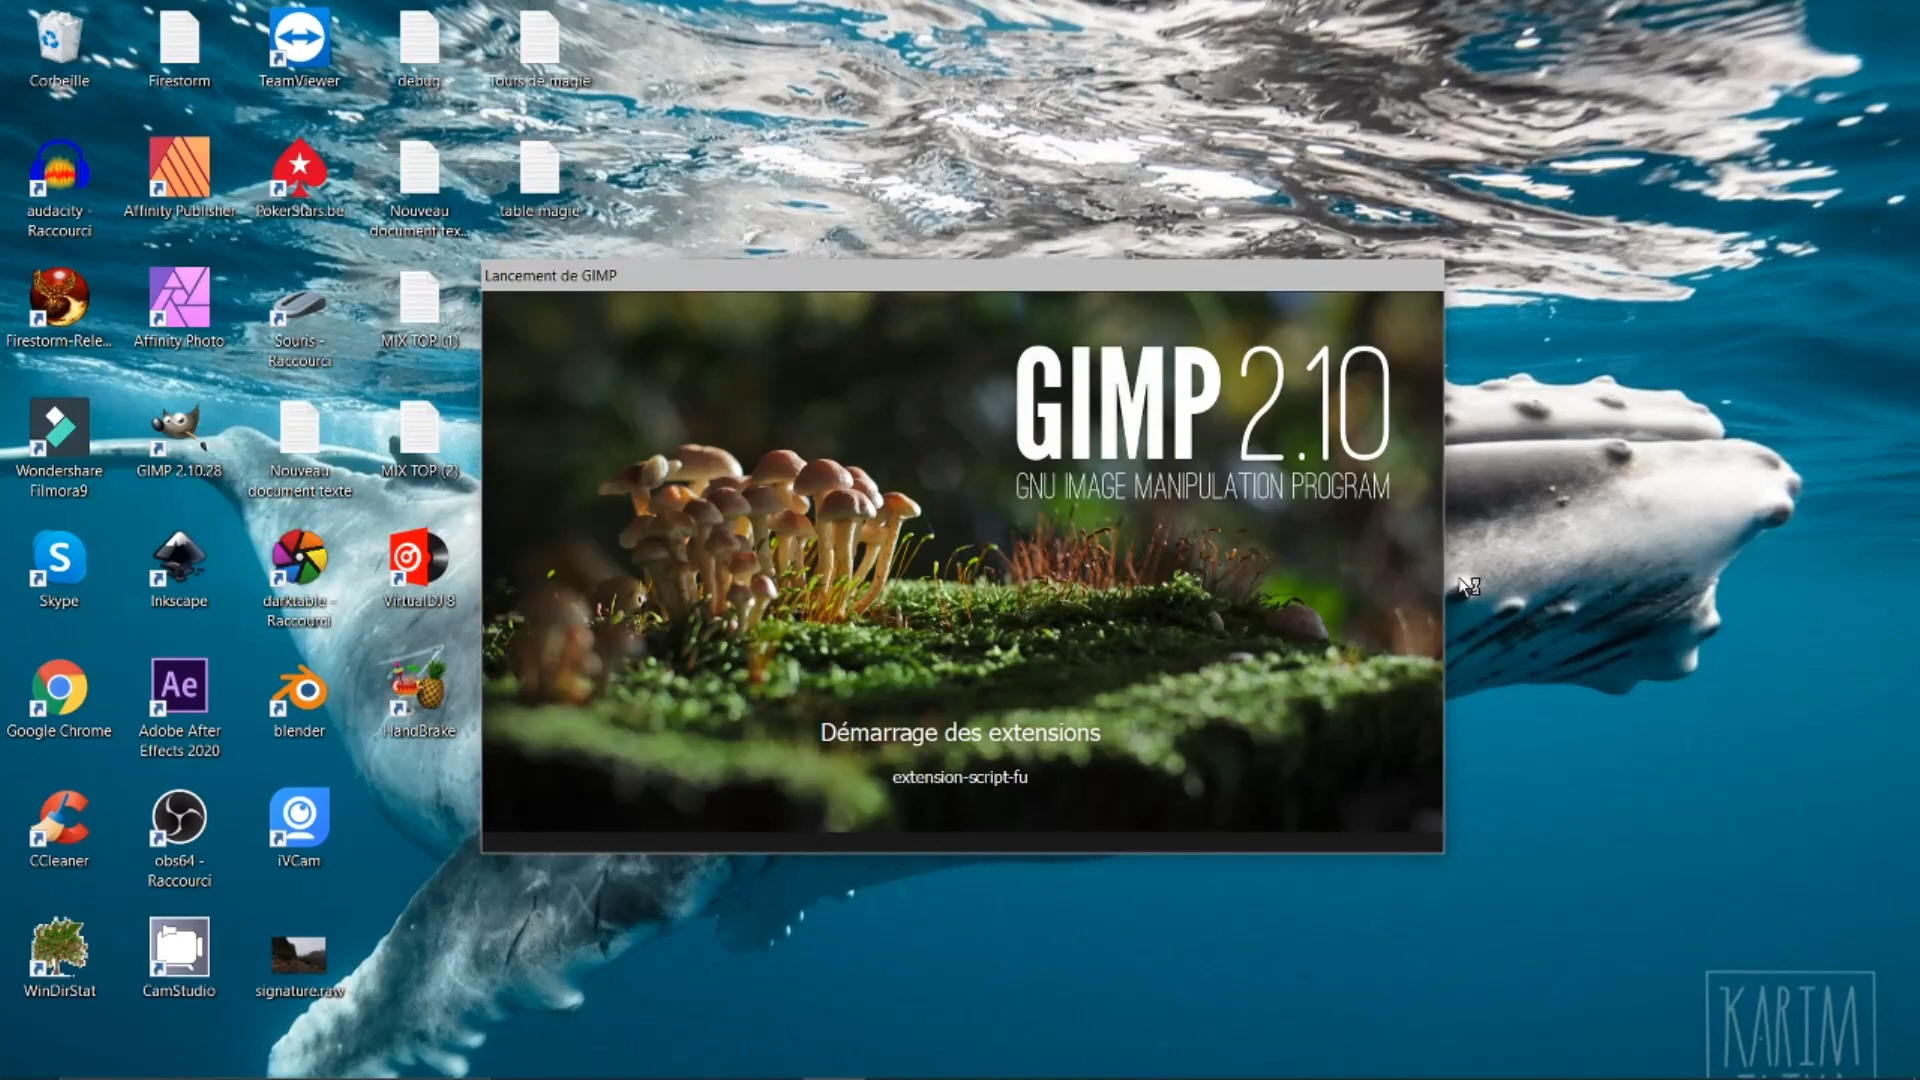 Corbeille
Firestorm
TeamViewer
debug
Tours de magie
audacity -
Raccourci
Affinity Publisher
PokerStars.be
Nouveau
document tex...
table magie
Firestorm-Rele...
Affinity Photo
Souris -
Raccourci
MIX TOP (1)
Wondershare
Filmora9
GIMP 2.10.28
Nouveau
document texte
MIX TOP (2)
S
Skype
Inkscape
darktable -
Raccourci
VirtualDJ 8
Google Chrome
Ae
Adobe After
Effects 2020
blender
HandBrake
CCleaner
obs64 -
Raccourci
iVCam
WinDirStat
CamStudio
signature.raw
Lancement de GIMP
GIMP 2.10
GNU IMAGE MANIPULATION PROGRAM
Démarrage des extensions
extension-script-fu
KARIM